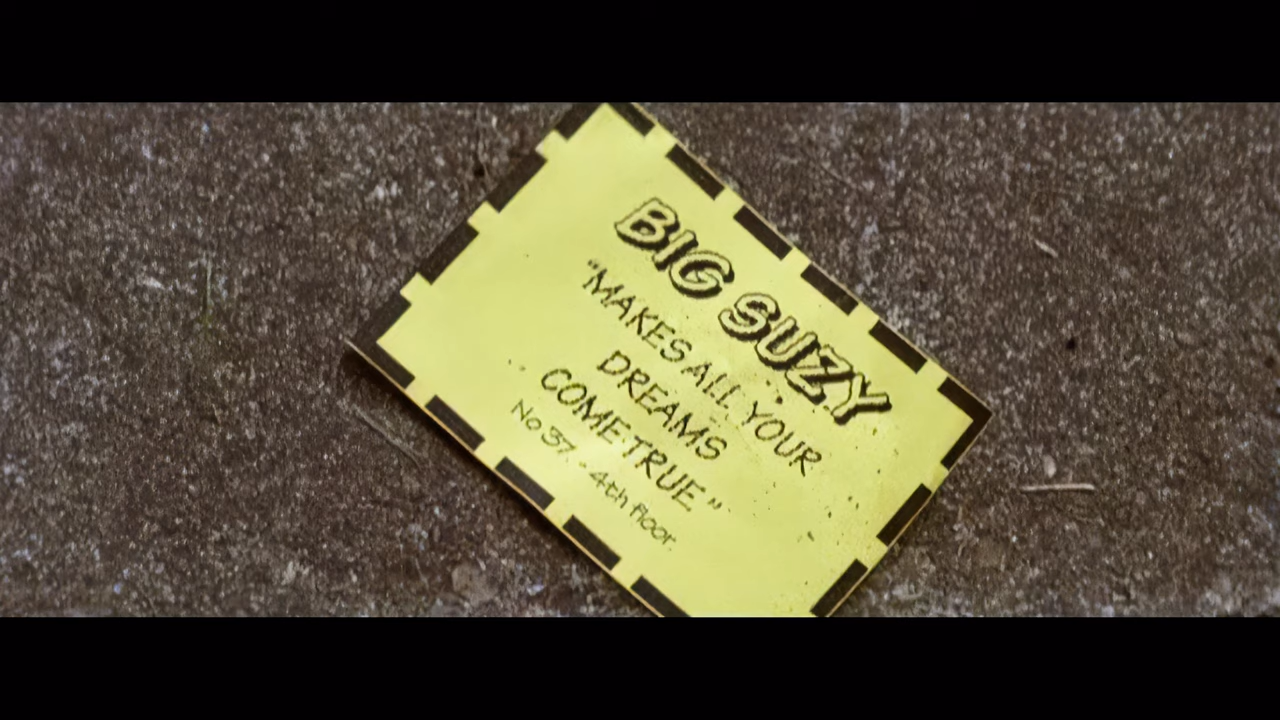 BIG SUZY
"MAKES ALL YOUR
DREAMS
COME TRUE"
No 37. - 4th floor.